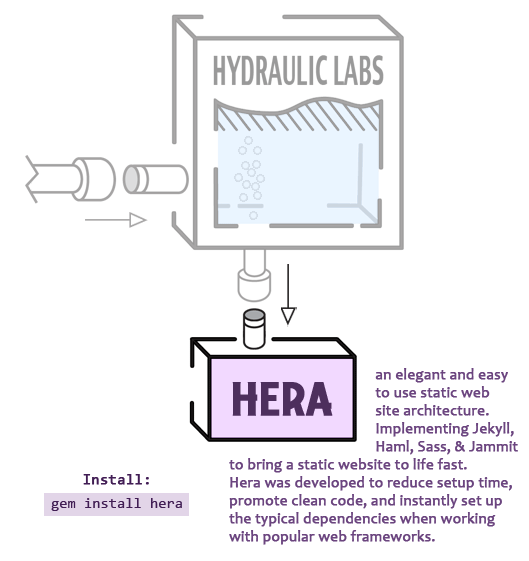 HYDRAULIC LABS
HERA
an elegant and easy
to use static web
site architecture.
Implementing Jekyll,
Haml, Sass, & Jammit
to bring a static website to life fast.
Hera was developed to reduce setup time,
promote clean code, and instantly set up
the typical dependencies when working
with popular web frameworks.
Install:
gem install hera